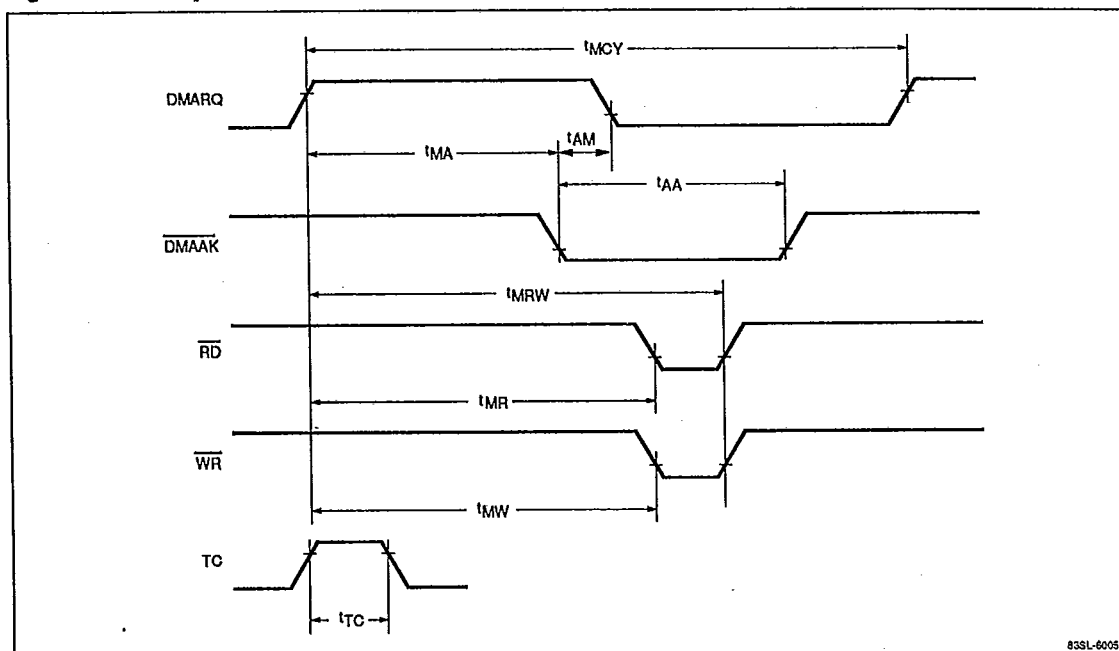 tMCY
DMARQ
tMA
tAM
tAA
DMAAK
tMRW
RD
tMR
WR
tMW
TC
tTC
83SL-6005